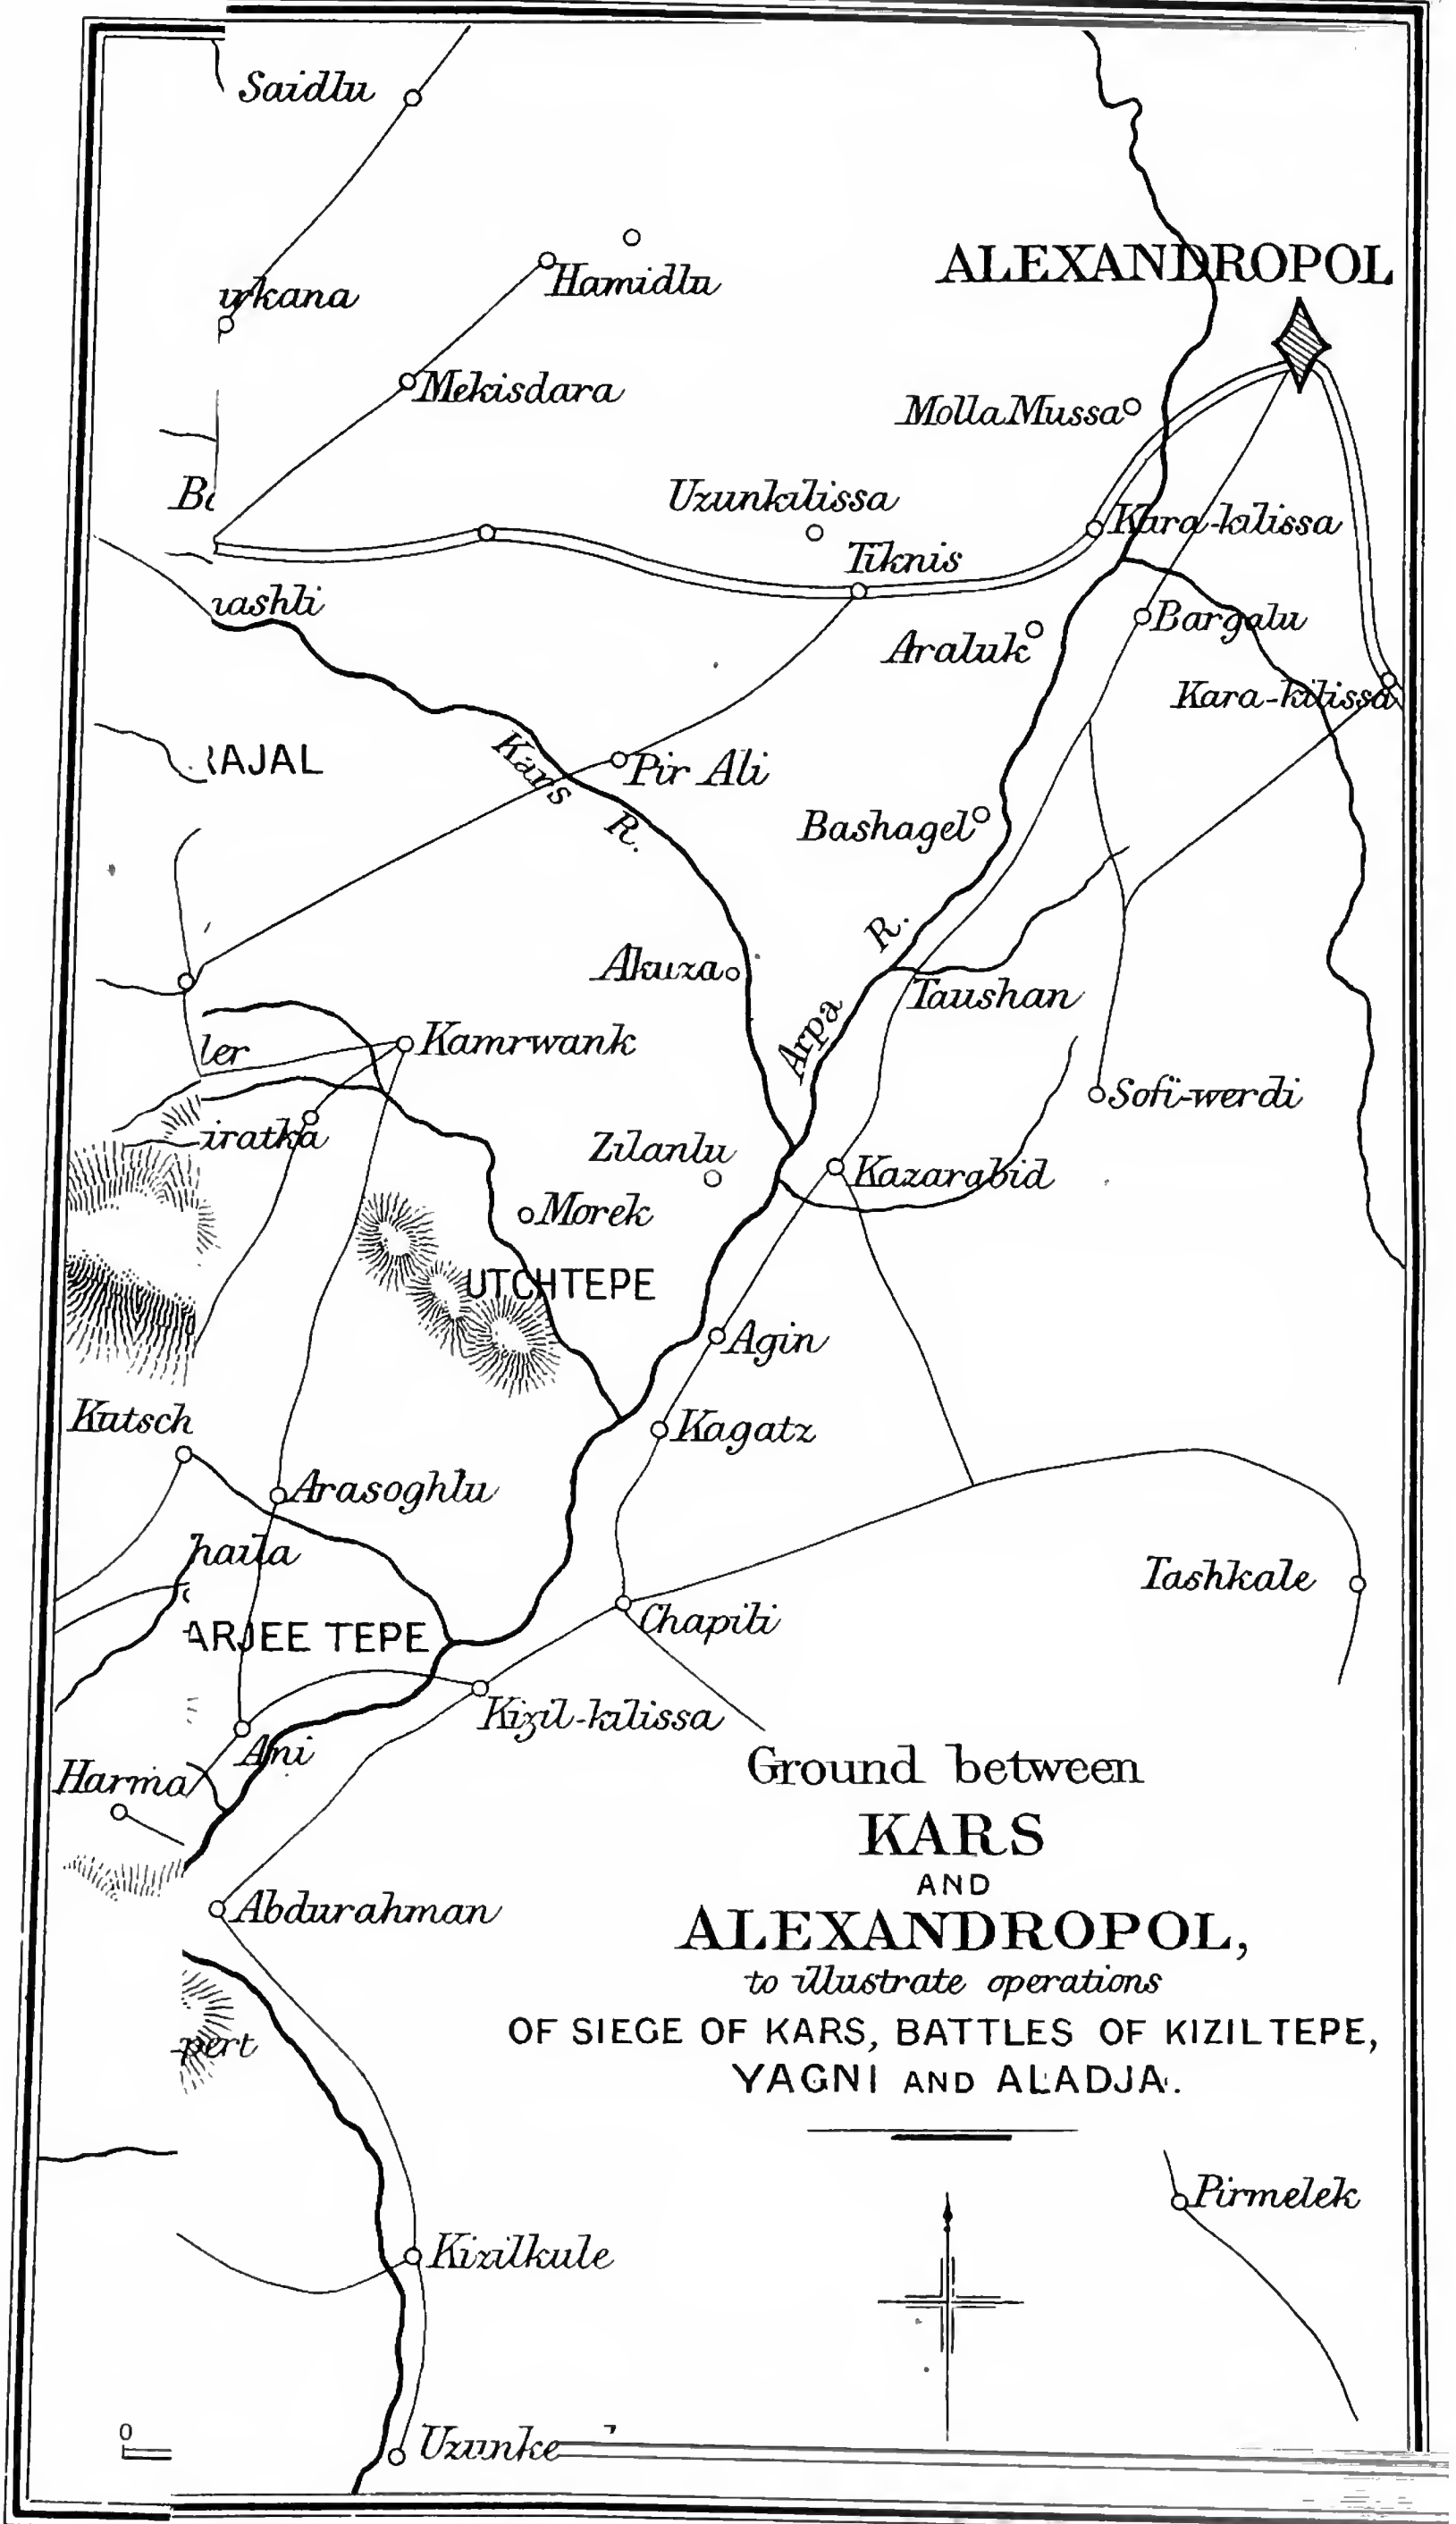 Saidlu
Hamidlu
ALEXANDROPOL
Mekisdara
Molla Mussa
Uzunkilissa
Kara-kilissa
Tiknis
Bargalu
Araluk
Kara-kilissa
Kars R.
Pir Ali
Bashagel
Arpa R.
Akuza
Taushan
Kamrwank
Sofi-werdi
Zilanlu
Kazarabid
Morek
UTCHTEPE
Agin
Kutsch
Kagatz
Arasoghlu
haila
Tashkale
ARJEE TEPE
Chapili
Kizil-kilissa
Ani
Harma
Ground between
KARS
AND
ALEXANDROPOL,
to illustrate operations
OF SIEGE OF KARS, BATTLES OF KIZILTEPE,
YAGNI AND ALADJA.
Abdurahman
pert
Pirmelek
Kizilkule
0
Uzunke